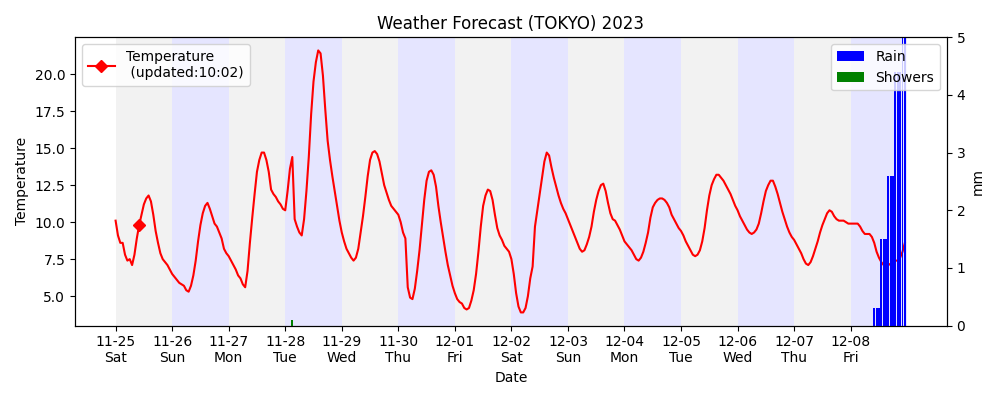 Weather Forecast (TOKYO) 2023
Temperature
(updated:10:02)
Rain
Showers
Temperature
20.0
17.5
15.0
12.5
10.0
7.5
5.0
5
4
3
2
1
0
mm
11-25 11-26 11-27 11-28 11-29 11-30 12-01 12-02 12-03 12-04 12-05 12-06 12-07 12-08
Sat Sun Mon Tue Wed Thu Fri Sat Sun Mon Tue Wed Thu Fri
Date